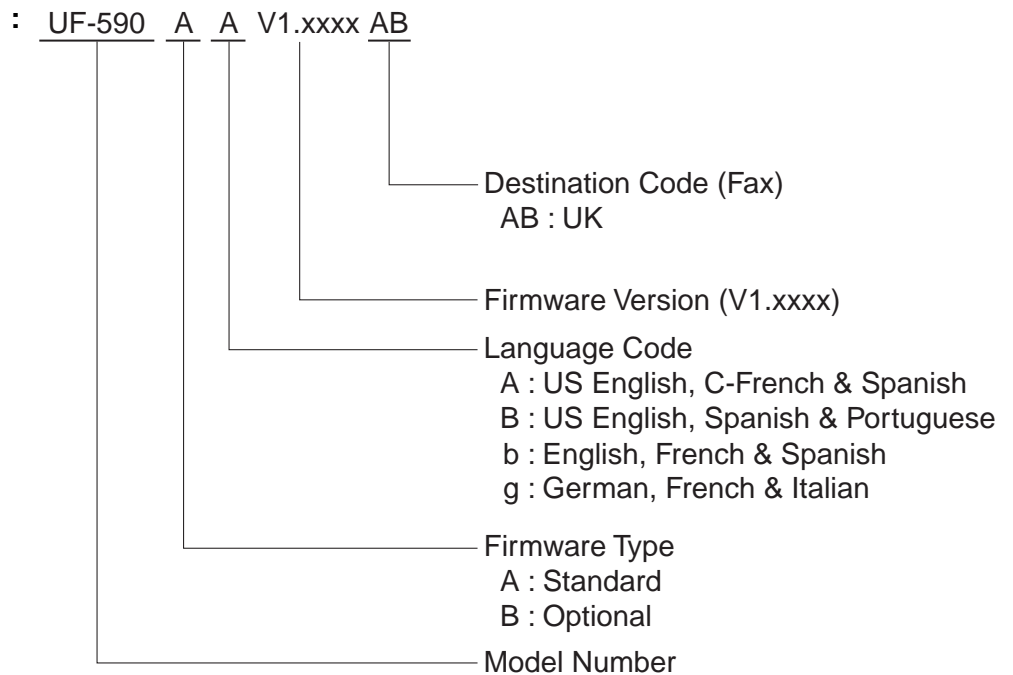 : UF-590 A A V1.xxxx AB
Destination Code (Fax)
AB : UK
Firmware Version (V1.xxxx)
Language Code
A : US English, C-French & Spanish
B : US English, Spanish & Portuguese
b : English, French & Spanish
g : German, French & Italian
Firmware Type
A : Standard
B : Optional
Model Number